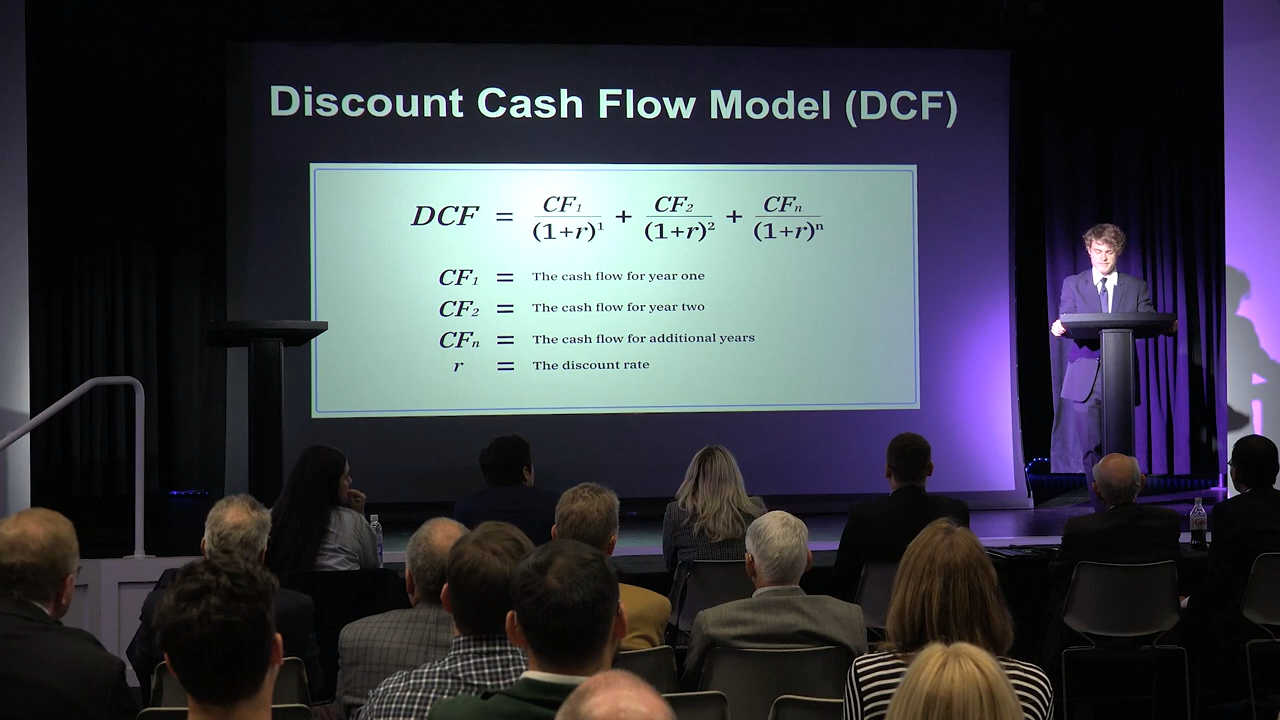 Discount Cash Flow Model (DCF)
DCF = CF₁/(1+r)¹ + CF₂/(1+r)² + CFₙ/(1+r)ⁿ
CF₁ = The cash flow for year one
CF₂ = The cash flow for year two
CFₙ = The cash flow for additional years
r = The discount rate